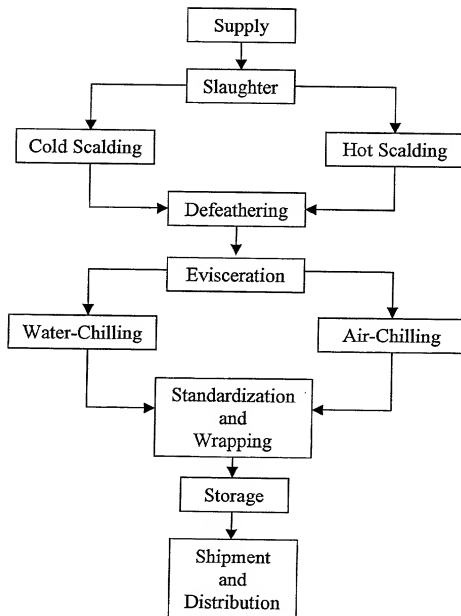 Supply
Slaughter
Cold Scalding
Hot Scalding
Defeathering
Evisceration
Water-Chilling
Air-Chilling
Standardization
and
Wrapping
Storage
Shipment
and
Distribution